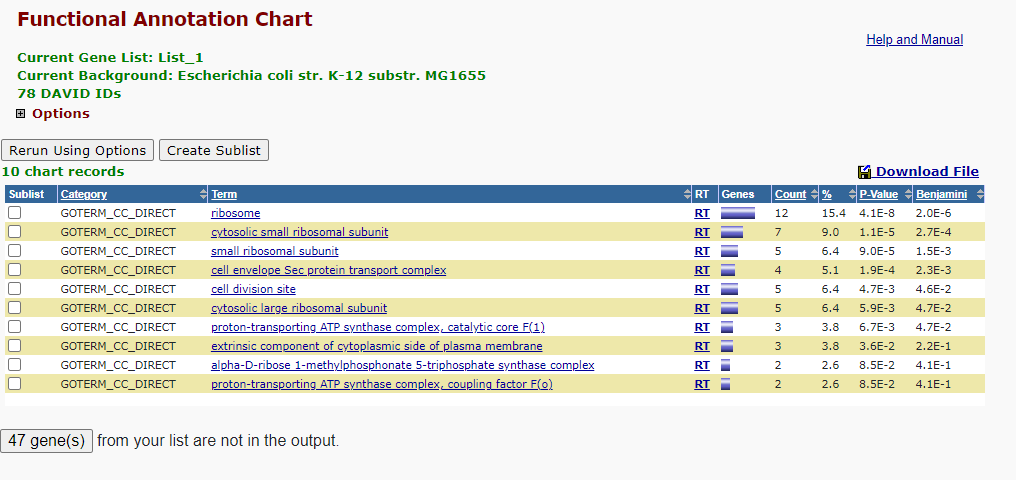 Functional Annotation Chart
Help and Manual
Current Gene List: List_1
Current Background: Escherichia coli str. K-12 substr. MG1655
78 DAVID IDs
Options
Rerun Using Options Create Sublist
10 chart records Download File
Sublist Category Term RT Genes Count % P-Value Benjamini
GOTERM_CC_DIRECT ribosome RT 12 15.4 4.1E-8 2.0E-6
GOTERM_CC_DIRECT cytosolic small ribosomal subunit RT 7 9.0 1.1E-5 2.7E-4
GOTERM_CC_DIRECT small ribosomal subunit RT 5 6.4 9.0E-5 1.5E-3
GOTERM_CC_DIRECT cell envelope Sec protein transport complex RT 4 5.1 1.9E-4 2.3E-3
GOTERM_CC_DIRECT cell division site RT 5 6.4 4.7E-3 4.6E-2
GOTERM_CC_DIRECT cytosolic large ribosomal subunit RT 5 6.4 5.9E-3 4.7E-2
GOTERM_CC_DIRECT proton-transporting ATP synthase complex, catalytic core F(1) RT 3 3.8 6.7E-3 4.7E-2
GOTERM_CC_DIRECT extrinsic component of cytoplasmic side of plasma membrane RT 3 3.8 3.6E-2 2.2E-1
GOTERM_CC_DIRECT alpha-D-ribose 1-methylphosphonate 5-triphosphate synthase complex RT 2 2.6 8.5E-2 4.1E-1
GOTERM_CC_DIRECT proton-transporting ATP synthase complex, coupling factor F(o) RT 2 2.6 8.5E-2 4.1E-1
47 gene(s) from your list are not in the output.